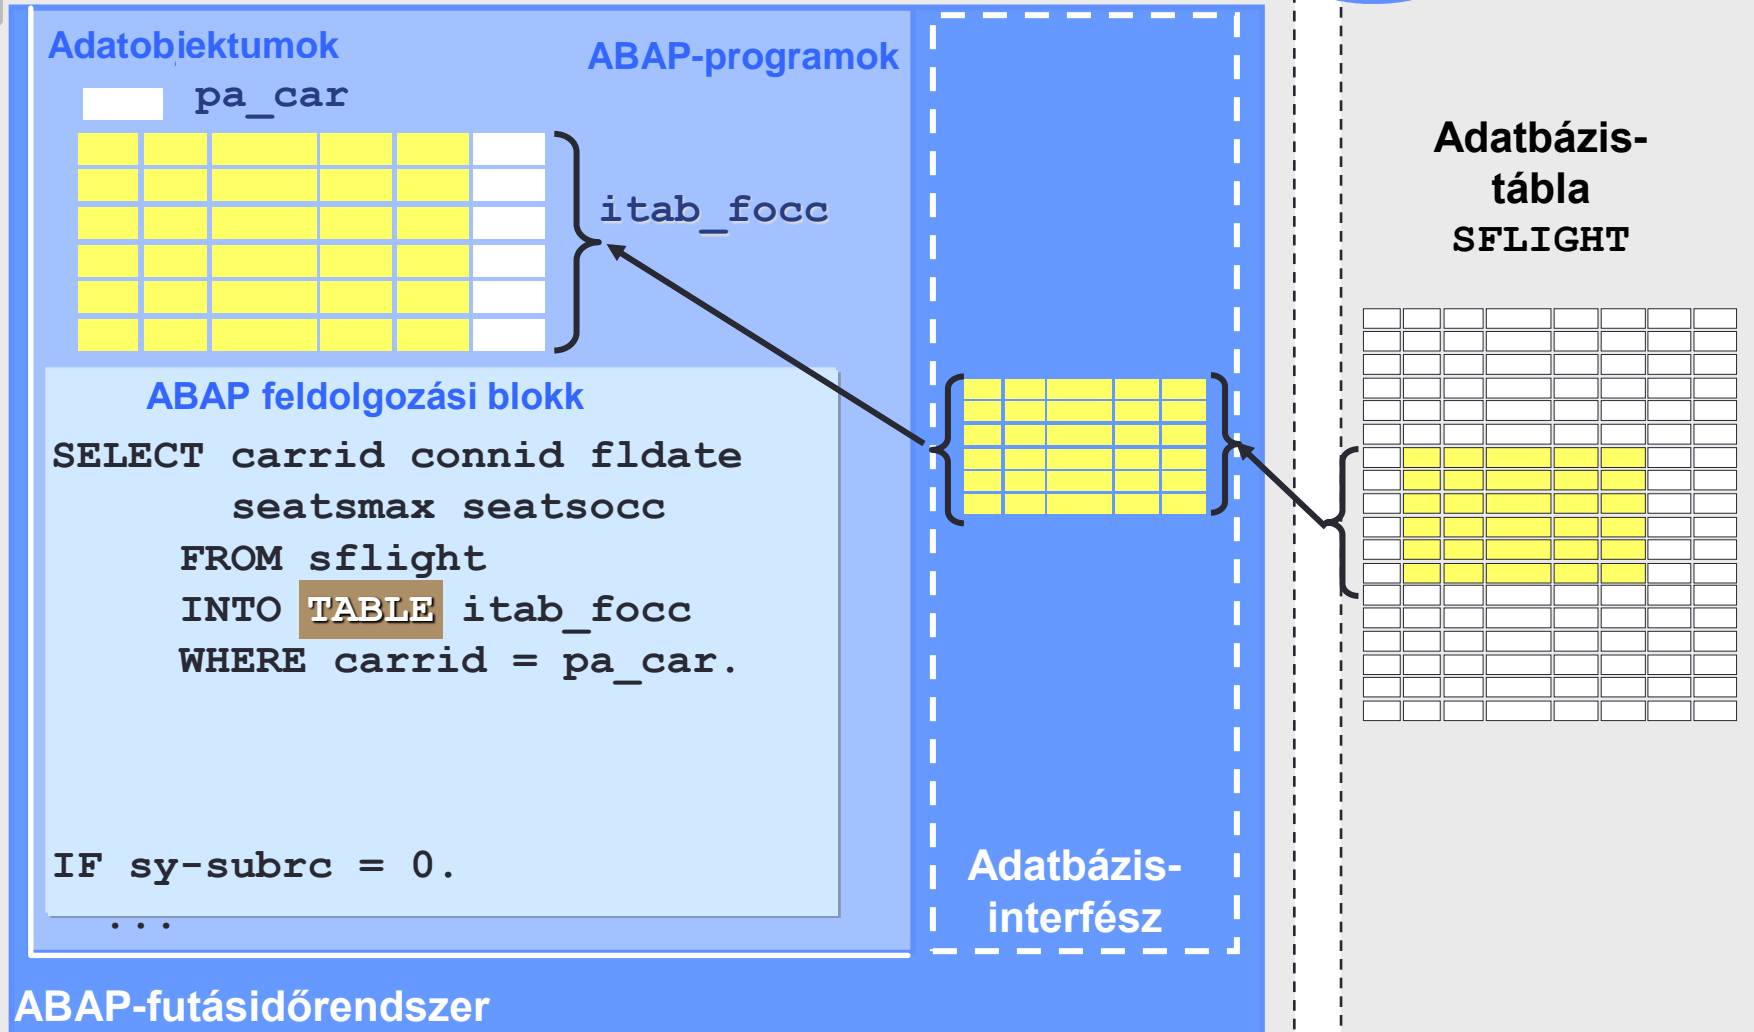 Adatobjektumok
ABAP-programok
pa_car
itab_focc
ABAP feldolgozási blokk
SELECT carrid connid fldate
seatsmax seatsocc
FROM sflight
INTO TABLE itab_focc
WHERE carrid = pa_car.
IF sy-subrc = 0.
...
ABAP-futásidőrendszer
Adatbázis-
interfész
Adatbázis-
tábla
SFLIGHT